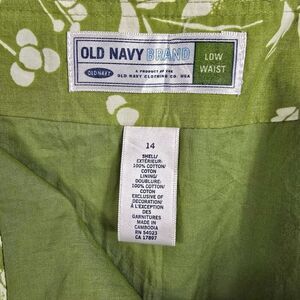 OLD NAVY BRAND
LOW
WAIST
OLD NAVY
A PRODUCT OF THE
OLD NAVY CLOTHING CO. USA
14
SHELL/
EXTÉRIEUR:
100% COTTON/
COTON
LINING/
DOUBLURE:
100% COTTON/
COTON
EXCLUSIVE OF
DECORATION/
À L'EXCEPTION
DES
GARNITURES
MADE IN
CAMBODIA
RN 54023
CA 17897